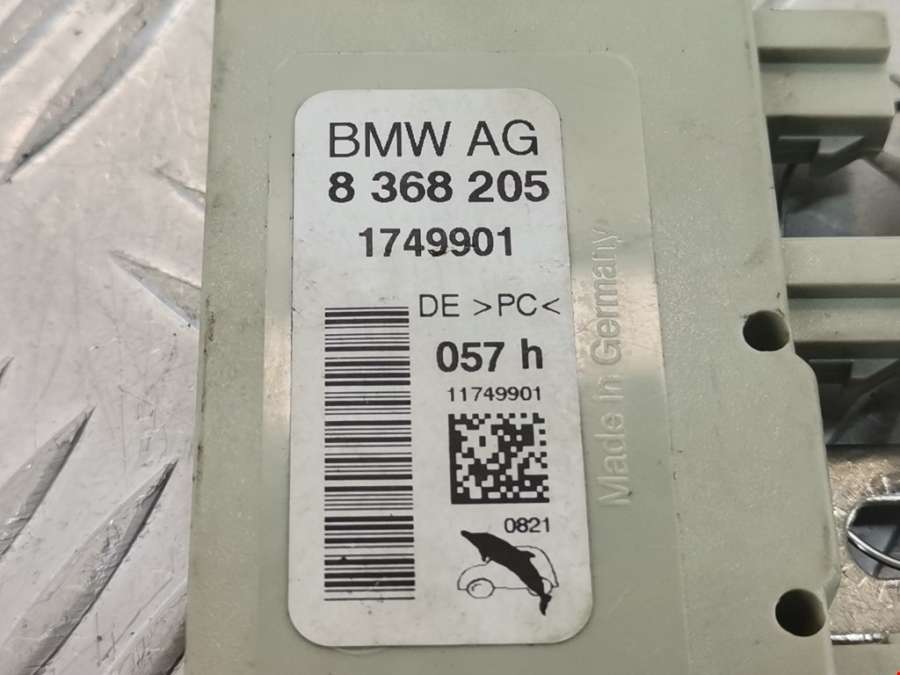 BMW AG
8 368 205
1749901
DE >PC<
057 h
11749901
0821
Made in Germany